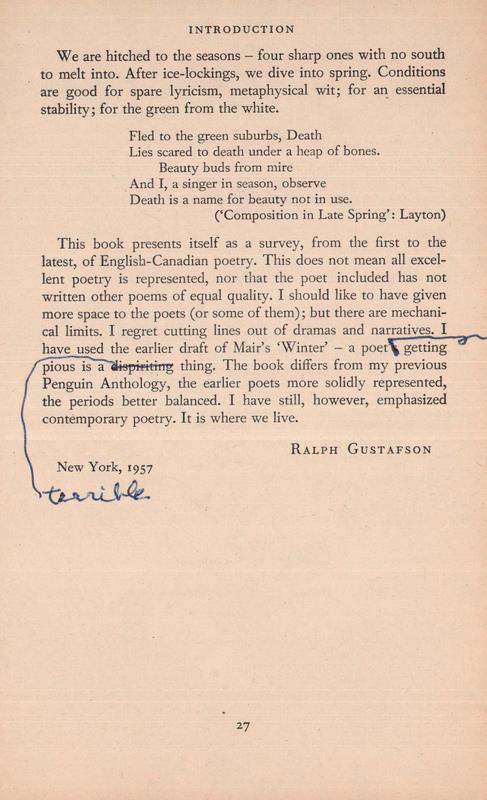 INTRODUCTION
We are hitched to the seasons – four sharp ones with no south
to melt into. After ice-lockings, we dive into spring. Conditions
are good for spare lyricism, metaphysical wit; for an essential
stability; for the green from the white.
Fled to the green suburbs, Death
Lies scared to death under a heap of bones.
Beauty buds from mire
And I, a singer in season, observe
Death is a name for beauty not in use.
(‘Composition in Late Spring’: Layton)
This book presents itself as a survey, from the first to the
latest, of English-Canadian poetry. This does not mean all excel-
lent poetry is represented, nor that the poet included has not
written other poems of equal quality. I should like to have given
more space to the poets (or some of them); but there are mechani-
cal limits. I regret cutting lines out of dramas and narratives. I
have used the earlier draft of Mair’s ‘Winter’ – a poet getting
pious is a dispiriting thing. The book differs from my previous
Penguin Anthology, the earlier poets more solidly represented,
the periods better balanced. I have still, however, emphasized
contemporary poetry. It is where we live.
RALPH GUSTAFSON
New York, 1957
terrible
27